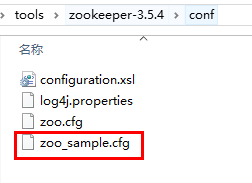 › tools › zookeeper-3.5.4 › conf
名称
configuration.xsl
log4j.properties
zoo.cfg
zoo_sample.cfg